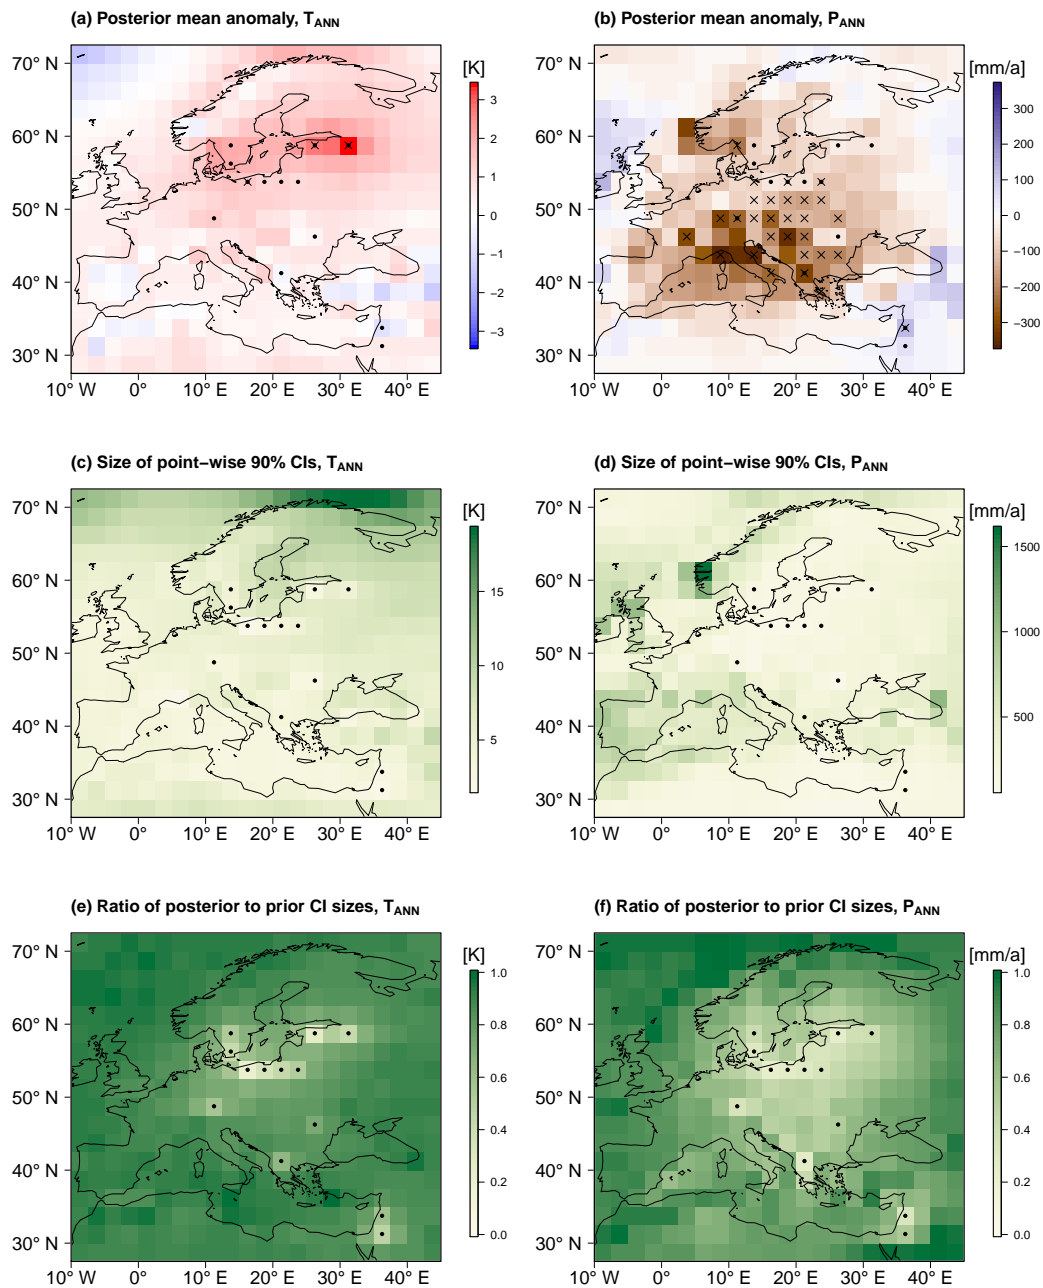 (a) Posterior mean anomaly, TANN
(b) Posterior mean anomaly, PANN
[K]
[mm/a]
70° N
60° N
50° N
40° N
30° N
10° W 0° 10° E 20° E 30° E 40° E
3
2
1
0
−1
−2
−3
70° N
60° N
50° N
40° N
30° N
10° W 0° 10° E 20° E 30° E 40° E
300
200
100
0
−100
−200
−300
(c) Size of point−wise 90% CIs, TANN
(d) Size of point−wise 90% CIs, PANN
[K]
[mm/a]
70° N
60° N
50° N
40° N
30° N
10° W 0° 10° E 20° E 30° E 40° E
15
10
5
70° N
60° N
50° N
40° N
30° N
10° W 0° 10° E 20° E 30° E 40° E
1500
1000
500
(e) Ratio of posterior to prior CI sizes, TANN
(f) Ratio of posterior to prior CI sizes, PANN
[K]
[mm/a]
70° N
60° N
50° N
40° N
30° N
10° W 0° 10° E 20° E 30° E 40° E
1.0
0.8
0.6
0.4
0.2
0.0
70° N
60° N
50° N
40° N
30° N
10° W 0° 10° E 20° E 30° E 40° E
1.0
0.8
0.6
0.4
0.2
0.0